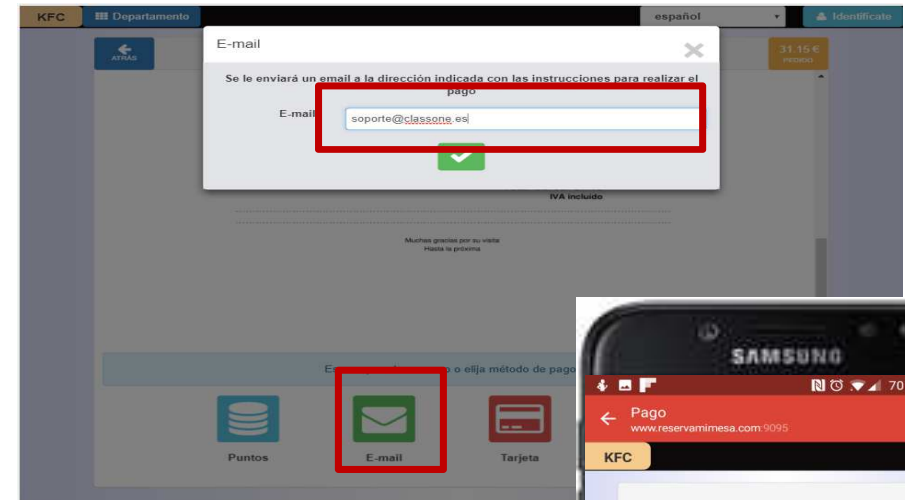 KFC Departamento español Identifícate
ATRÁS
31.15 €
PEDIDO
E-mail
Se le enviará un email a la dirección indicada con las instrucciones para realizar el
pago
E-mail
soporte@classone.es
IVA incluido
Muchas gracias por su visita
Hasta la próxima
o elija método de pago
Puntos E-mail Tarjeta
SAMSUNG
70
Pago
www.reservamimesa.com:9095
KFC